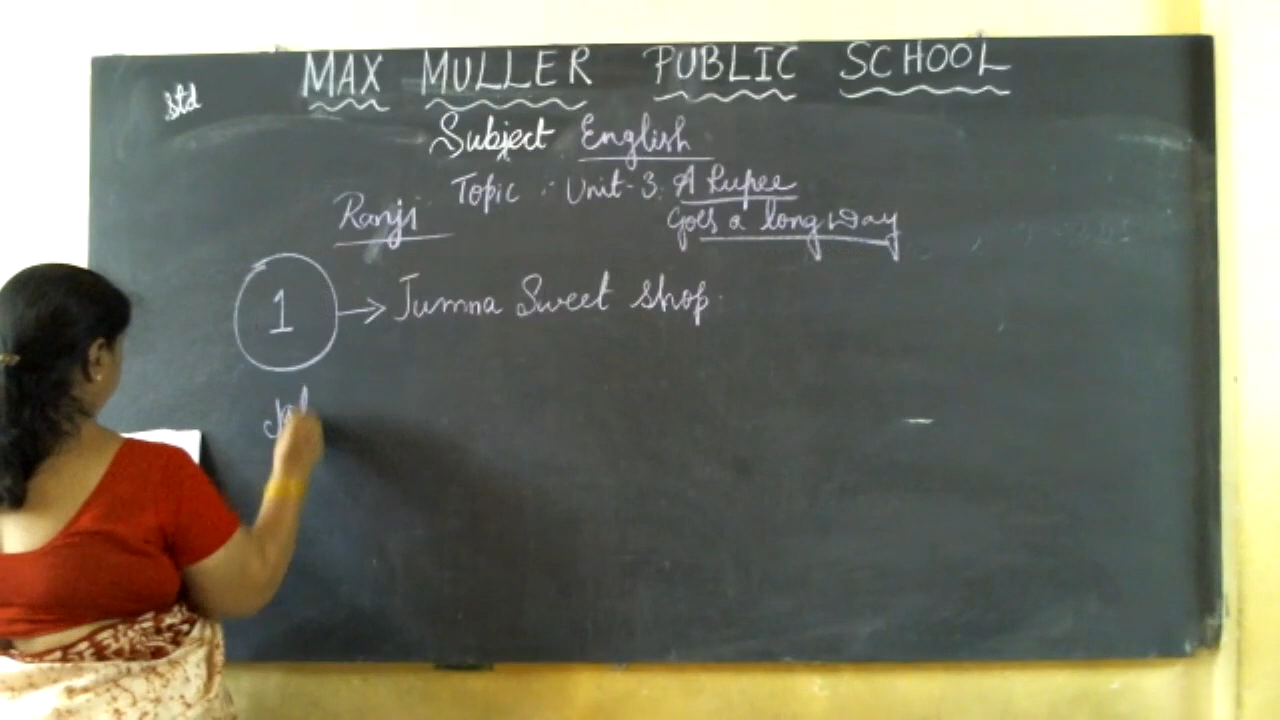 MAX MULLER PUBLIC SCHOOL
std
Subject English
Topic :- Unit-3. A Rupee
Goes a long way
Ranji
1 → Jumna Sweet shop.
Jal